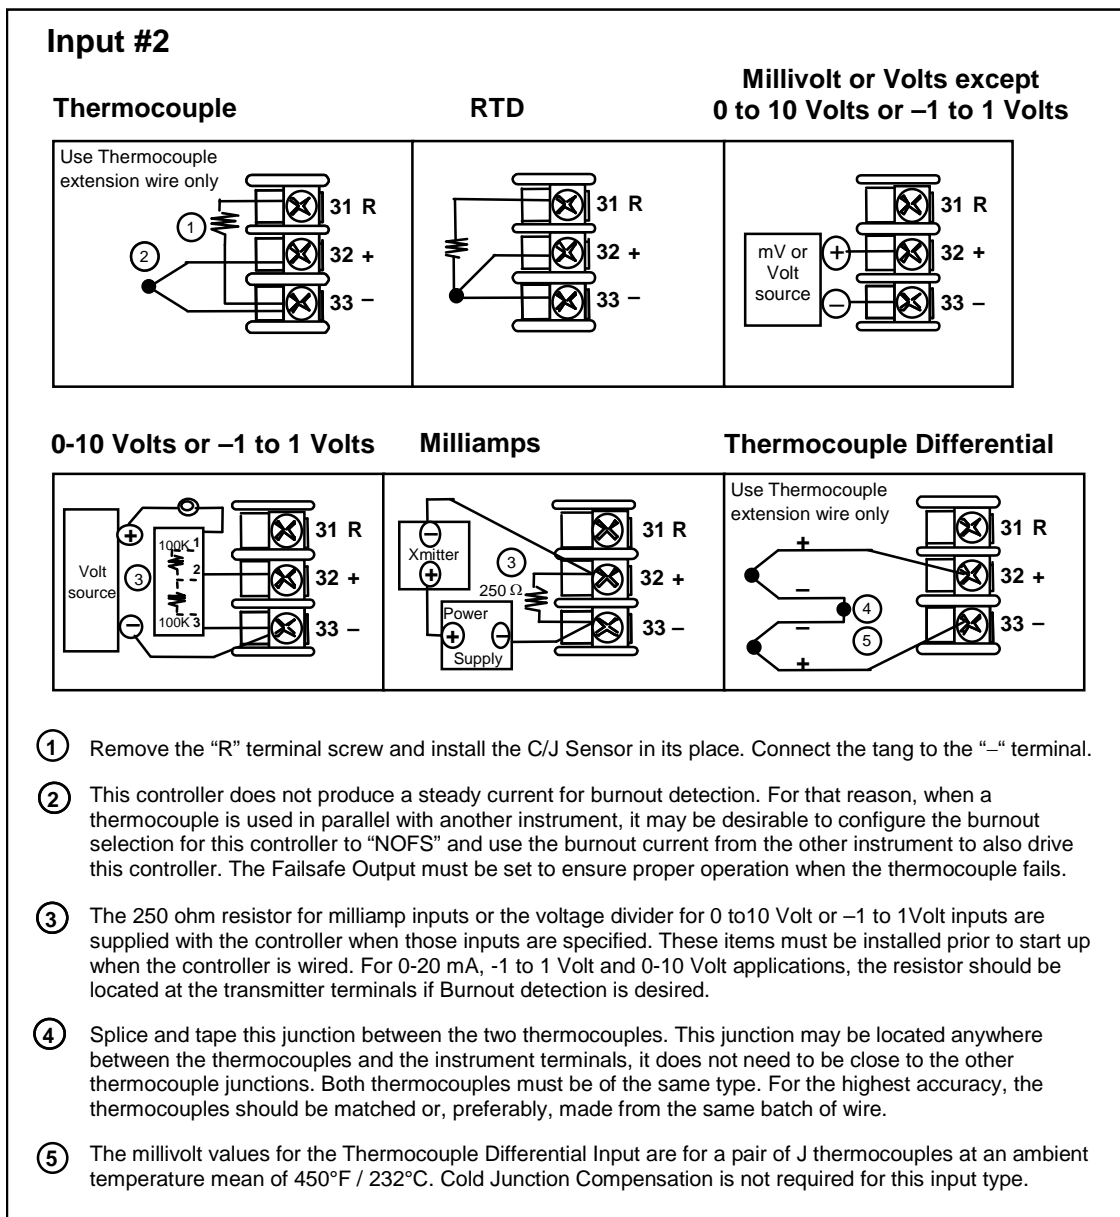 Input #2
Thermocouple
RTD
Millivolt or Volts except
0 to 10 Volts or –1 to 1 Volts
Use Thermocouple
extension wire only
1
2
31 R
32 +
33 –
31 R
32 +
33 –
mV or
Volt
source
+
–
31 R
32 +
33 –
0-10 Volts or –1 to 1 Volts
Milliamps
Thermocouple Differential
Volt
source
+
–
3
100K 1
2
100K 3
31 R
32 +
33 –
–
Xmitter
+
3
250 Ω
Power
+ –
Supply
31 R
32 +
33 –
Use Thermocouple
extension wire only
+
–
–
+
4
5
31 R
32 +
33 –
1 Remove the “R” terminal screw and install the C/J Sensor in its place. Connect the tang to the “–“ terminal.
2 This controller does not produce a steady current for burnout detection. For that reason, when a
thermocouple is used in parallel with another instrument, it may be desirable to configure the burnout
selection for this controller to “NOFS” and use the burnout current from the other instrument to also drive
this controller. The Failsafe Output must be set to ensure proper operation when the thermocouple fails.
3 The 250 ohm resistor for milliamp inputs or the voltage divider for 0 to10 Volt or –1 to 1Volt inputs are
supplied with the controller when those inputs are specified. These items must be installed prior to start up
when the controller is wired. For 0-20 mA, -1 to 1 Volt and 0-10 Volt applications, the resistor should be
located at the transmitter terminals if Burnout detection is desired.
4 Splice and tape this junction between the two thermocouples. This junction may be located anywhere
between the thermocouples and the instrument terminals, it does not need to be close to the other
thermocouple junctions. Both thermocouples must be of the same type. For the highest accuracy, the
thermocouples should be matched or, preferably, made from the same batch of wire.
5 The millivolt values for the Thermocouple Differential Input are for a pair of J thermocouples at an ambient
temperature mean of 450°F / 232°C. Cold Junction Compensation is not required for this input type.